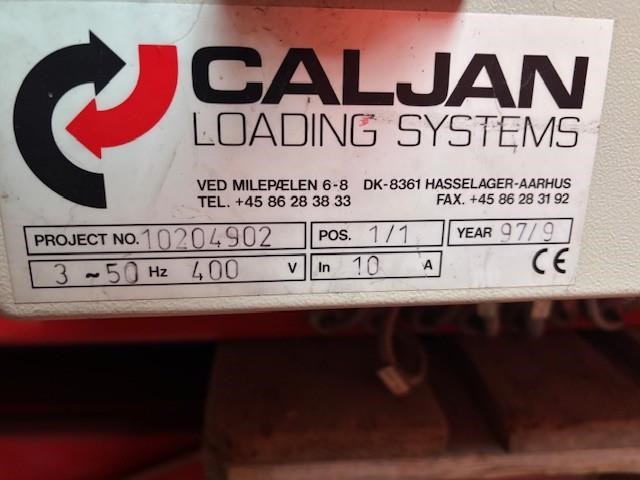 CALJAN
LOADING SYSTEMS
VED MILEPÆLEN 6-8 DK-8361 HASSELAGER-AARHUS
TEL. +45 86 28 38 33 FAX. +45 86 28 31 92
PROJECT NO. 10204902 POS. 1/1 YEAR 97/9
3 ~50 Hz 400 V In 10 A CE